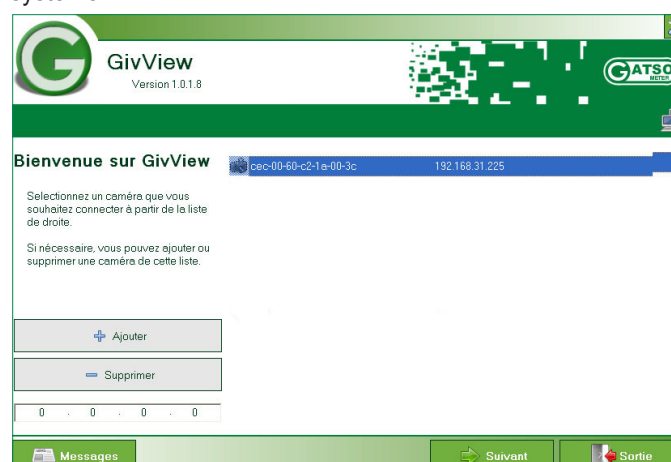 GivView
Version 1.0.1.8
GATSO
METER
Bienvenue sur GivView
cec-00-60-c2-1a-00-3c 192.168.31.225
Selectionnez un caméra que vous
souhaitez connecter à partir de la liste
de droite.
Si nécessaire, vous pouvez ajouter ou
supprimer une caméra de cette liste.
Ajouter
Supprimer
0 . 0 . 0 . 0
Messages
Suivant
Sortie